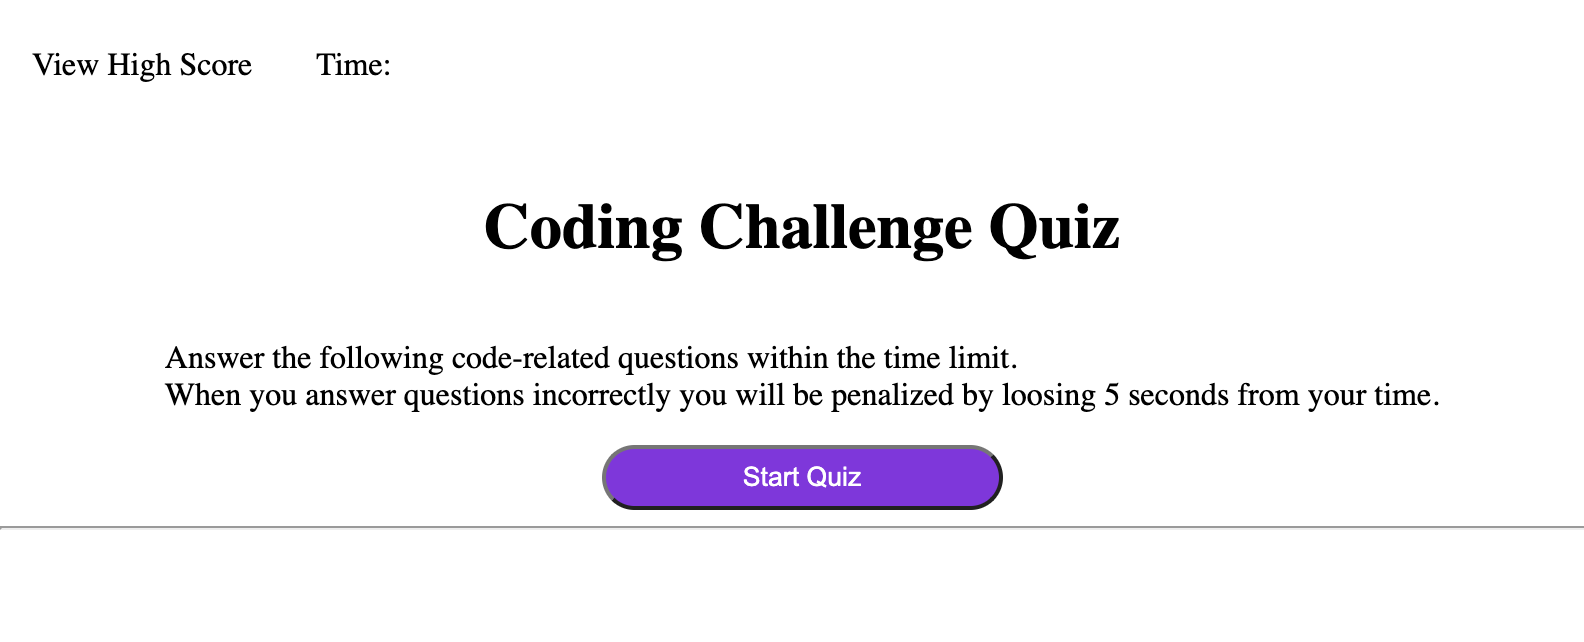 View High Score Time:
Coding Challenge Quiz
Answer the following code-related questions within the time limit.
When you answer questions incorrectly you will be penalized by loosing 5 seconds from your time.
Start Quiz